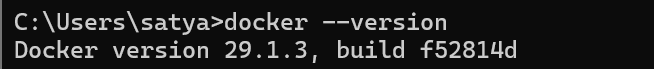 C:\Users\satya>docker --version
Docker version 29.1.3, build f52814d